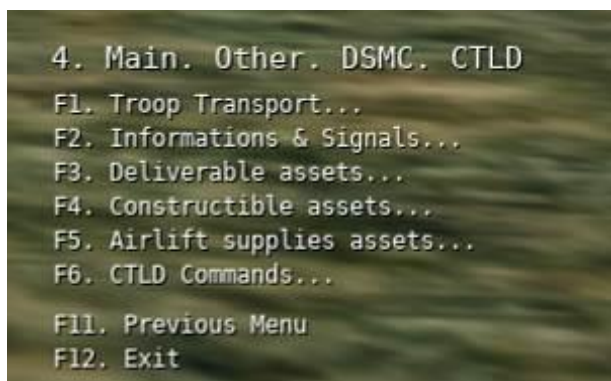 4. Main. Other. DSMC. CTLD
F1. Troop Transport...
F2. Informations & Signals...
F3. Deliverable assets...
F4. Constructible assets...
F5. Airlift supplies assets...
F6. CTLD Commands...
F11. Previous Menu
F12. Exit